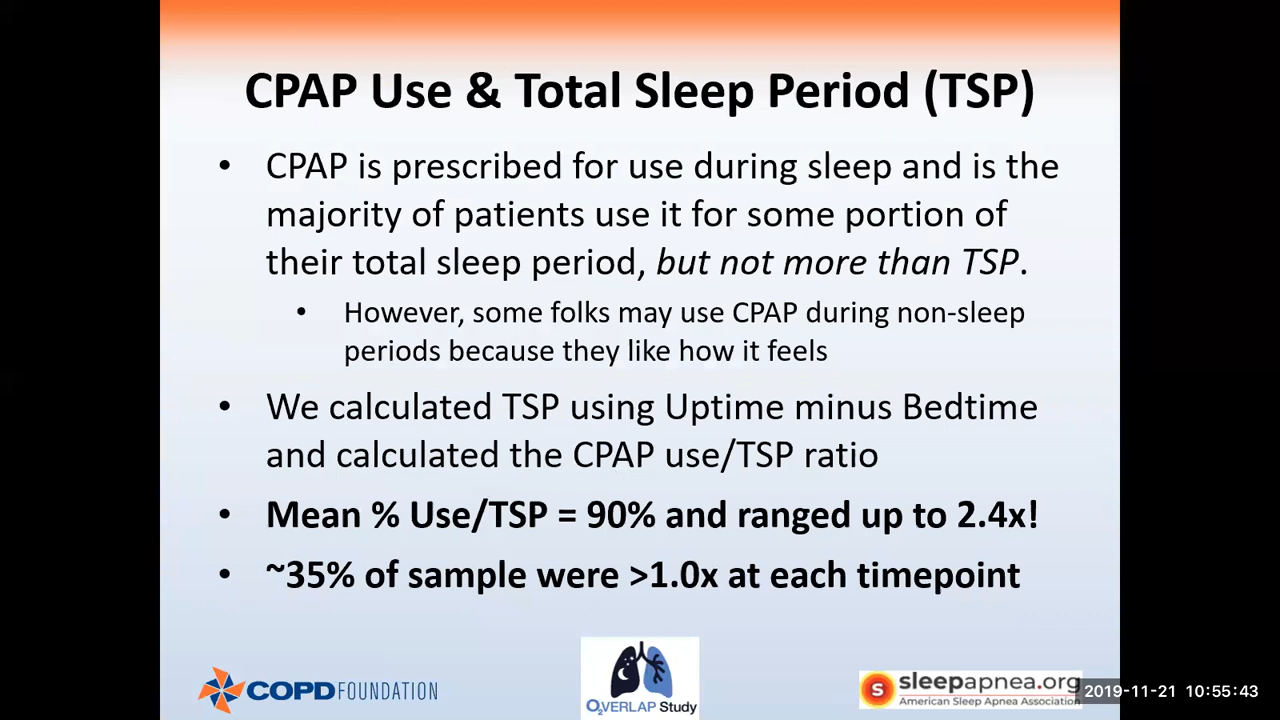 CPAP Use & Total Sleep Period (TSP)
• CPAP is prescribed for use during sleep and is the
majority of patients use it for some portion of
their total sleep period, but not more than TSP.
• However, some folks may use CPAP during non-sleep
periods because they like how it feels
• We calculated TSP using Uptime minus Bedtime
and calculated the CPAP use/TSP ratio
• Mean % Use/TSP = 90% and ranged up to 2.4x!
• ~35% of sample were >1.0x at each timepoint
COPDFOUNDATION
O2VERLAP Study
S sleepapnea.org
American Sleep Apnea Association
2019-11-21 10:55:43